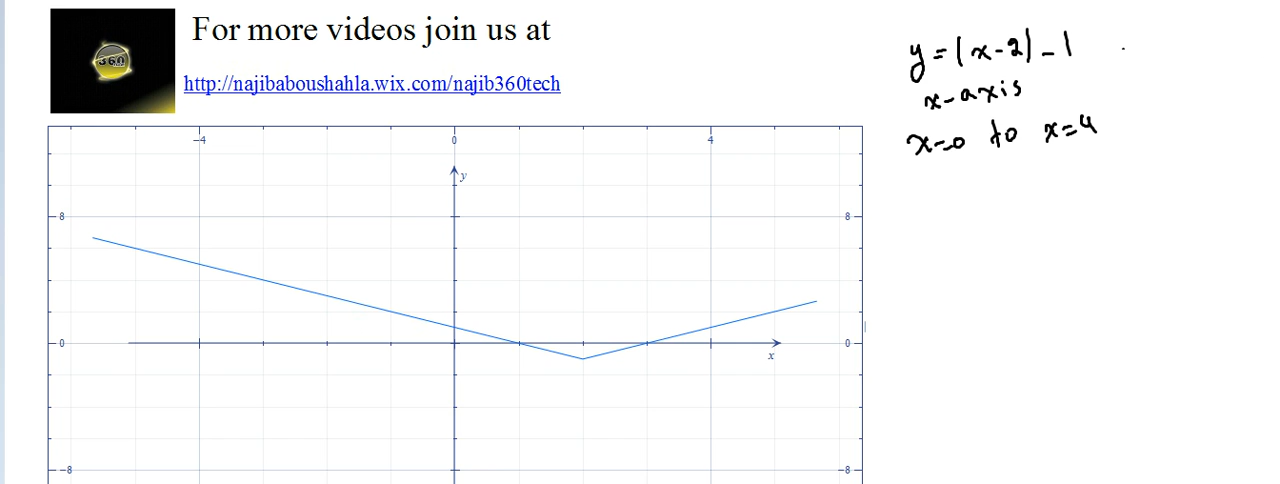 For more videos join us at
360
http://najibaboushahla.wix.com/najib360tech
y = |x-2| - 1
x-axis
x=0 to x=4
-4 0 4
y
8 8
0 0
x
-8 -8